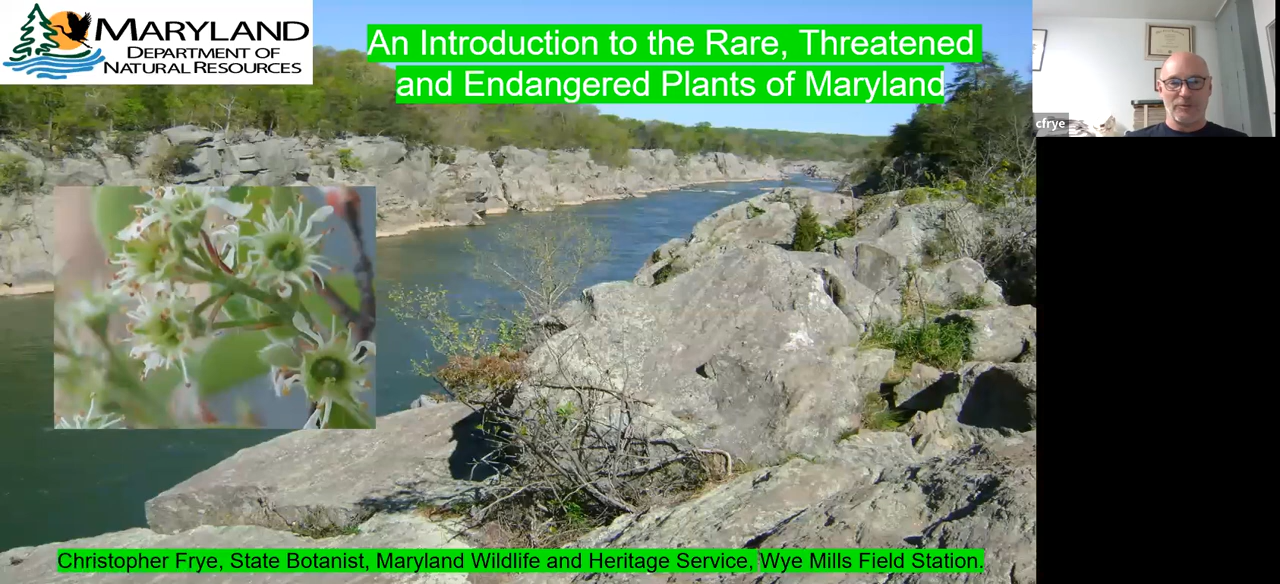 MARYLAND
DEPARTMENT OF
NATURAL RESOURCES
An Introduction to the Rare, Threatened
and Endangered Plants of Maryland
cfrye
Christopher Frye, State Botanist, Maryland Wildlife and Heritage Service, Wye Mills Field Station.